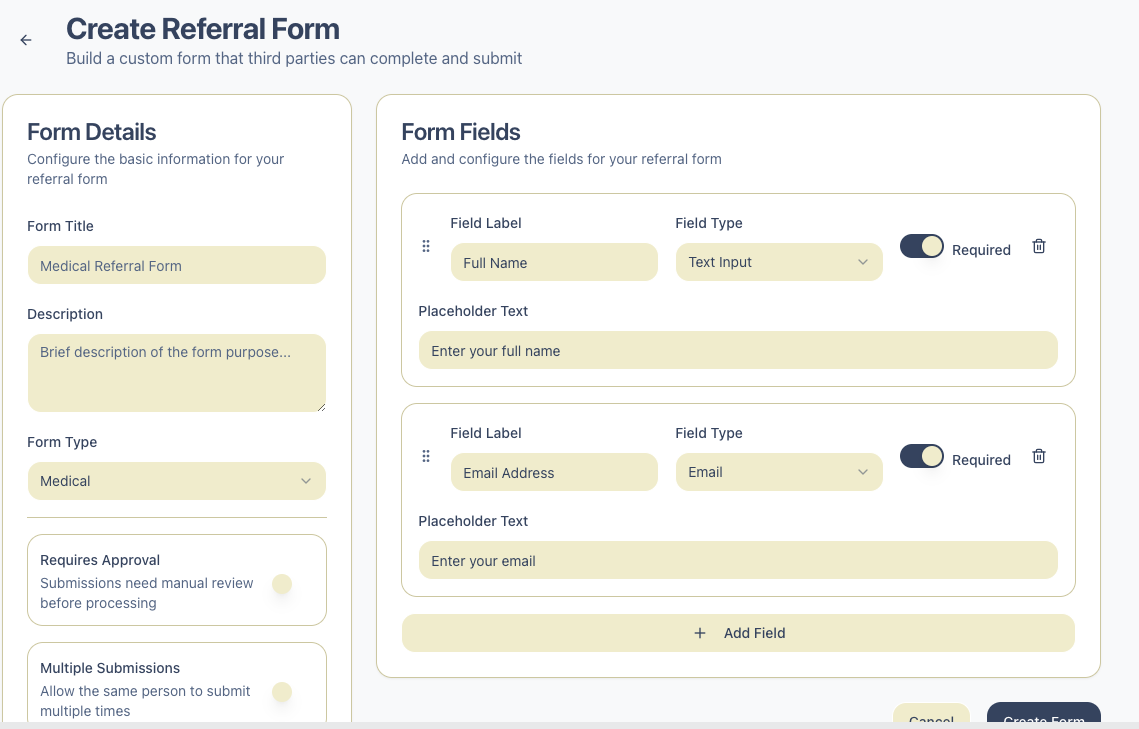 Create Referral Form
Build a custom form that third parties can complete and submit
Form Details
Configure the basic information for your
referral form
Form Title
Medical Referral Form
Description
Brief description of the form purpose...
Form Type
Medical
Requires Approval
Submissions need manual review
before processing
Multiple Submissions
Allow the same person to submit
multiple times
Form Fields
Add and configure the fields for your referral form
Field Label
Field Type
Full Name
Text Input
Required
Placeholder Text
Enter your full name
Field Label
Field Type
Email Address
Email
Required
Placeholder Text
Enter your email
+ Add Field
Cancel
Create Form